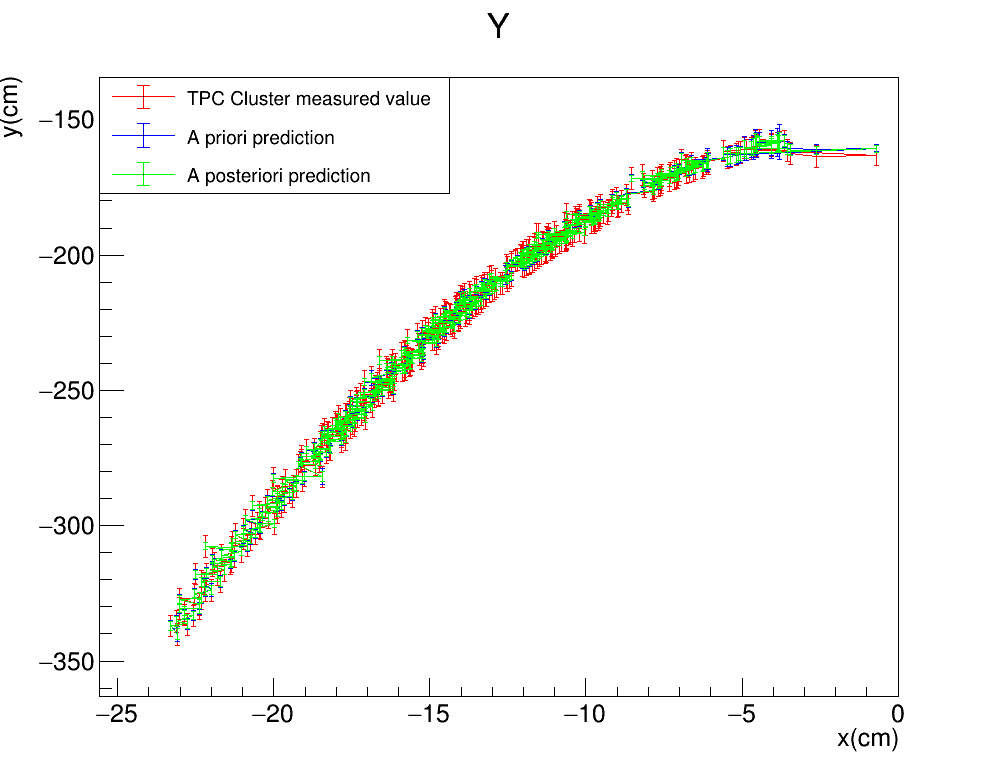 Y
y(cm)
TPC Cluster measured value
A priori prediction
A posteriori prediction
−150
−200
−250
−300
−350
−25 −20 −15 −10 −5 0
x(cm)